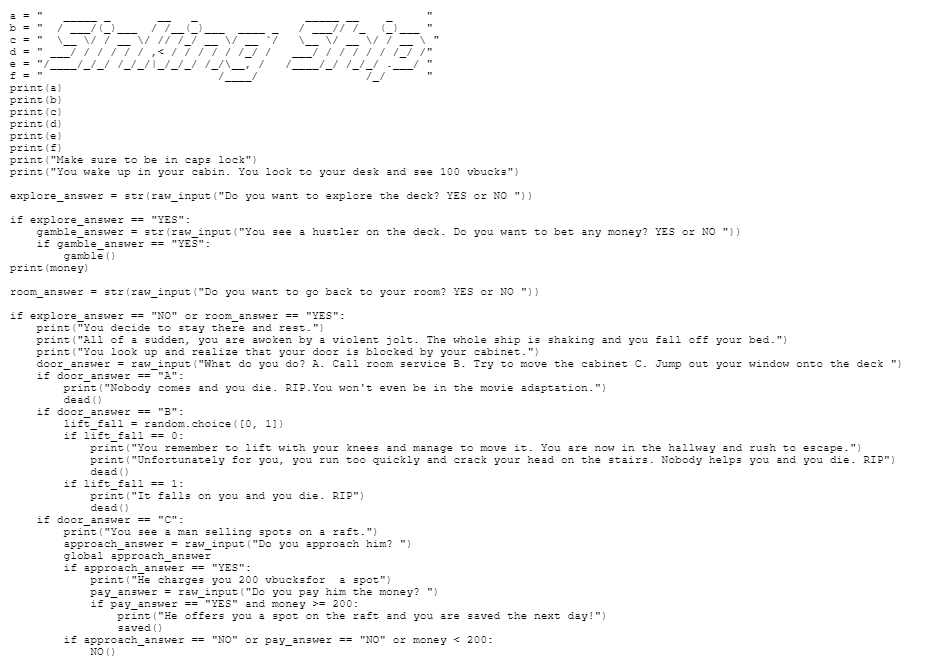 a = "   _____ _       __   _                _____ __    _     "
b = "  / ___/(_)___  / /__(_)___  ____ _   / ___// /_  (_)___ "
c = "  \__ \/ / __ \/ //_/ / __ \/ __ `/   \__ \/ __ \/ / __ \ "
d = " ___/ / / / / / ,< / / / / / /_/ /   ___/ / / / / / /_/ /"
e = "/____/_/_/ /_/_/|_/_/_/ /_/\__, /   /____/_/ /_/_/ .___/ "
f = "                          /____/                /_/      "
print(a)
print(b)
print(c)
print(d)
print(e)
print(f)
print("Make sure to be in caps lock")
print("You wake up in your cabin. You look to your desk and see 100 vbucks")
explore_answer = str(raw_input("Do you want to explore the deck? YES or NO "))
if explore_answer == "YES":
    gamble_answer = str(raw_input("You see a hustler on the deck. Do you want to bet any money? YES or NO "))
    if gamble_answer == "YES":
        gamble()
print(money)
room_answer = str(raw_input("Do you want to go back to your room? YES or NO "))
if explore_answer == "NO" or room_answer == "YES":
    print("You decide to stay there and rest.")
    print("All of a sudden, you are awoken by a violent jolt. The whole ship is shaking and you fall off your bed.")
    print("You look up and realize that your door is blocked by your cabinet.")
    door_answer = raw_input("What do you do? A. Call room service B. Try to move the cabinet C. Jump out your window onto the deck ")
    if door_answer == "A":
        print("Nobody comes and you die. RIP.You won't even be in the movie adaptation.")
        dead()
    if door_answer == "B":
        lift_fall = random.choice([0, 1])
        if lift_fall == 0:
            print("You remember to lift with your knees and manage to move it. You are now in the hallway and rush to escape.")
            print("Unfortunately for you, you run too quickly and crack your head on the stairs. Nobody helps you and you die. RIP")
            dead()
        if lift_fall == 1:
            print("It falls on you and you die. RIP")
            dead()
    if door_answer == "C":
        print("You see a man selling spots on a raft.")
        approach_answer = raw_input("Do you approach him? ")
        global approach_answer
        if approach_answer == "YES":
            print("He charges you 200 vbucksfor  a spot")
            pay_answer = raw_input("Do you pay him the money? ")
            if pay_answer == "YES" and money >= 200:
                print("He offers you a spot on the raft and you are saved the next day!")
                saved()
        if approach_answer == "NO" or pay_answer == "NO" or money < 200:
            NO()